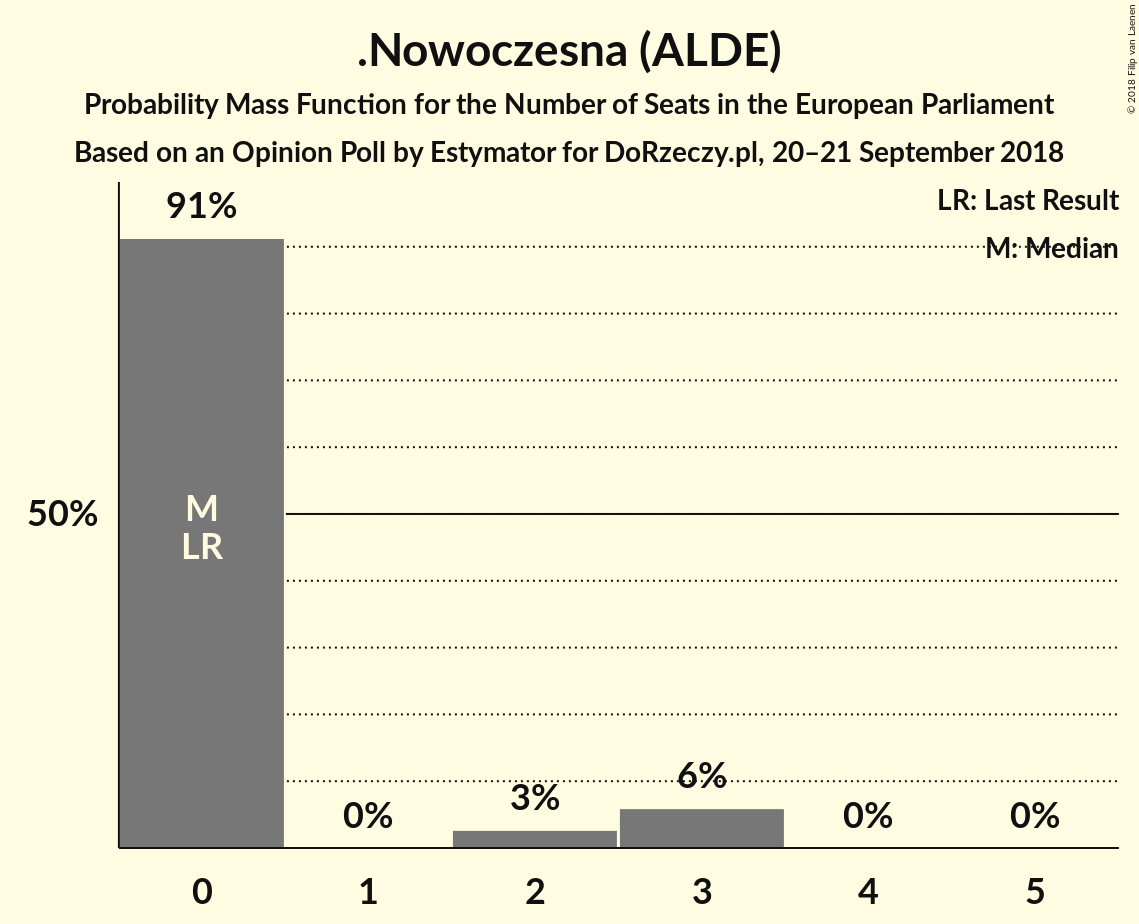 .Nowoczesna (ALDE)
Probability Mass Function for the Number of Seats in the European Parliament
Based on an Opinion Poll by Estymator for DoRzeczy.pl, 20–21 September 2018
© 2018 Filip van Laenen
LR: Last Result
M: Median
91%
50%
M
LR
0%
3%
6%
0%
0%
0
1
2
3
4
5